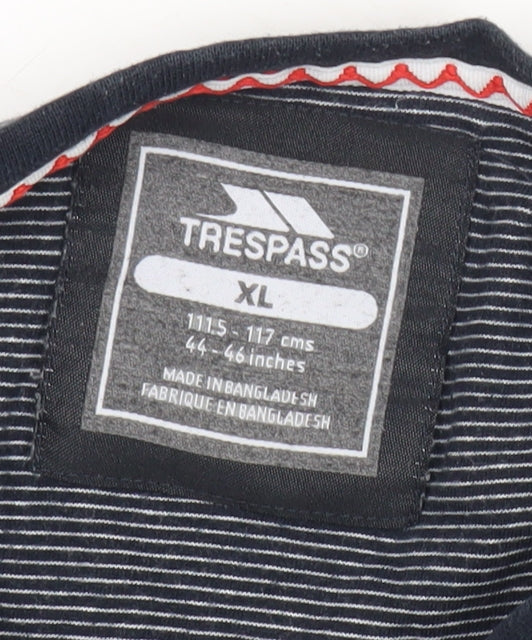 TRESPASS®
XL
111.5 - 117 cms
44 - 46 inches
MADE IN BANGLADESH
FABRIQUE EN BANGLADESH